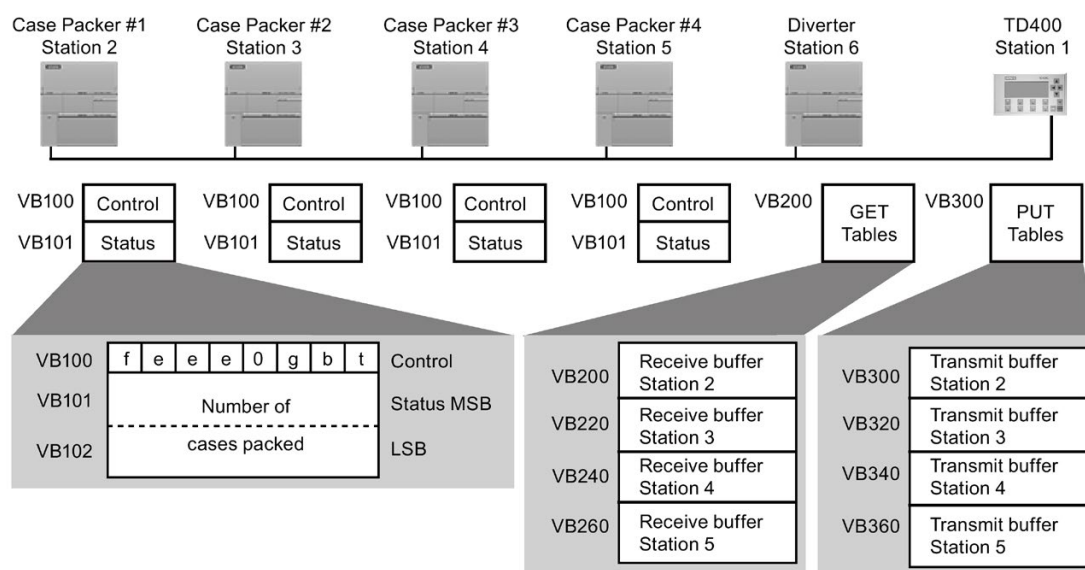 Case Packer #1
Station 2
Case Packer #2
Station 3
Case Packer #3
Station 4
Case Packer #4
Station 5
Diverter
Station 6
TD400
Station 1
VB100 Control
VB101 Status
VB100 Control
VB101 Status
VB100 Control
VB101 Status
VB100 Control
VB101 Status
VB200 GET
Tables
VB300 PUT
Tables
VB100 f e e e 0 g b t Control
VB101 Number of Status MSB
VB102 cases packed LSB
VB200 Receive buffer
Station 2
VB220 Receive buffer
Station 3
VB240 Receive buffer
Station 4
VB260 Receive buffer
Station 5
VB300 Transmit buffer
Station 2
VB320 Transmit buffer
Station 3
VB340 Transmit buffer
Station 4
VB360 Transmit buffer
Station 5